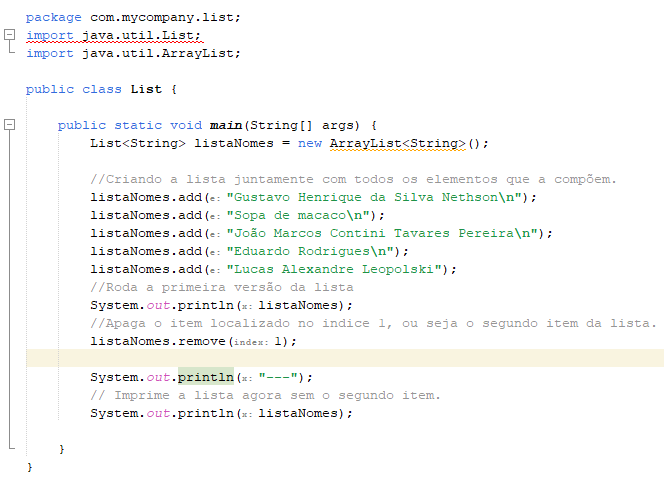 package com.mycompany.list;
import java.util.List;
import java.util.ArrayList;
public class List {
public static void main(String[] args) {
List<String> listaNomes = new ArrayList<String>();
//Criando a lista juntamente com todos os elementos que a compõem.
listaNomes.add(e: "Gustavo Henrique da Silva Nethson\n");
listaNomes.add(e: "Sopa de macaco\n");
listaNomes.add(e: "João Marcos Contini Tavares Pereira\n");
listaNomes.add(e: "Eduardo Rodrigues\n");
listaNomes.add(e: "Lucas Alexandre Leopolski");
//Roda a primeira versão da lista
System.out.println(x: listaNomes);
//Apaga o item localizado no indice 1, ou seja o segundo item da lista.
listaNomes.remove(index: 1);
System.out.println(x: "---");
// Imprime a lista agora sem o segundo item.
System.out.println(x: listaNomes);
}
}